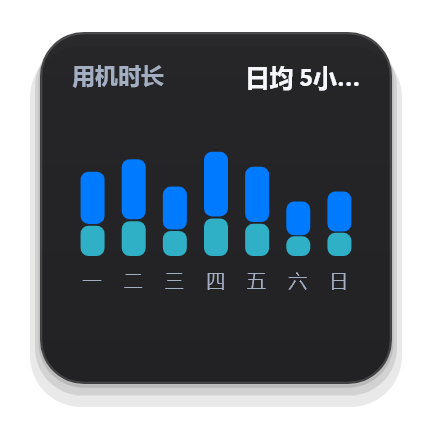 用机时长 日均 5小...
一 二 三 四 五 六 日